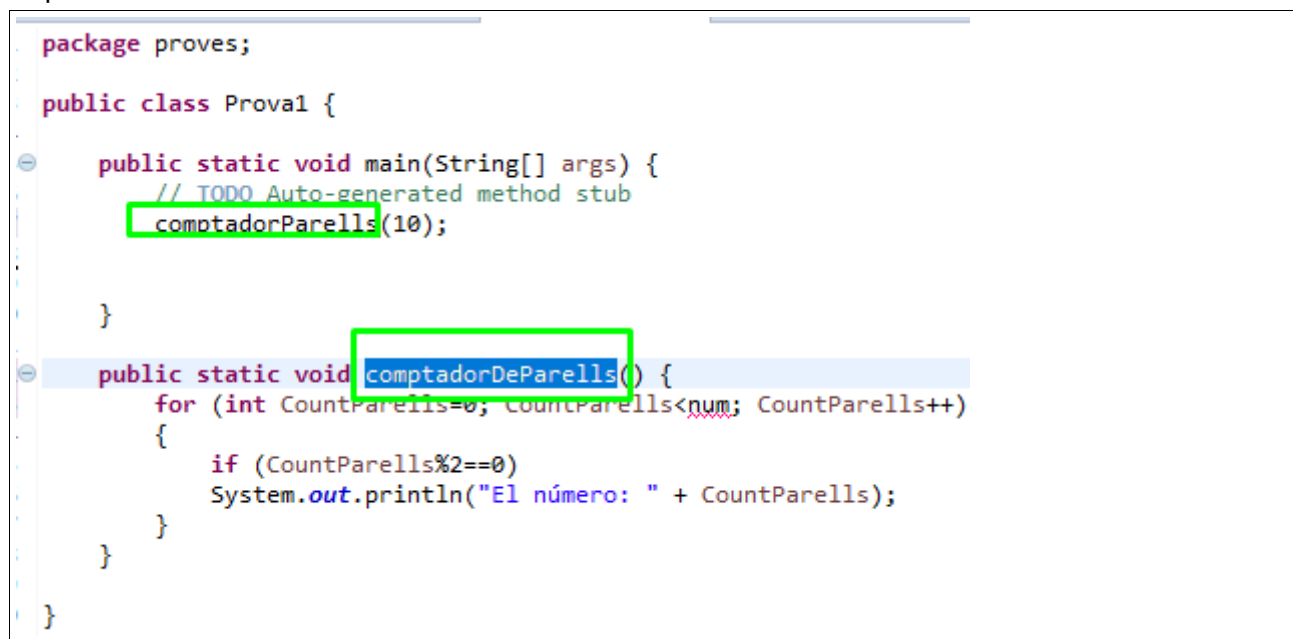 package proves;
public class Prova1 {
public static void main(String[] args) {
// TODO Auto-generated method stub
comptadorParells(10);
}
public static void comptadorDeParells() {
for (int CountParells=0; CountParells<num; CountParells++)
{
if (CountParells%2==0)
System.out.println("El número: " + CountParells);
}
}
}